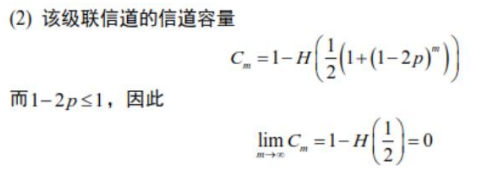 (2) 该级联信道的信道容量
C_m = 1 − H(1/2(1+(1−2p)^m))
而1−2p≤1，因此
lim_{m→∞} C_m = 1 − H(1/2) = 0